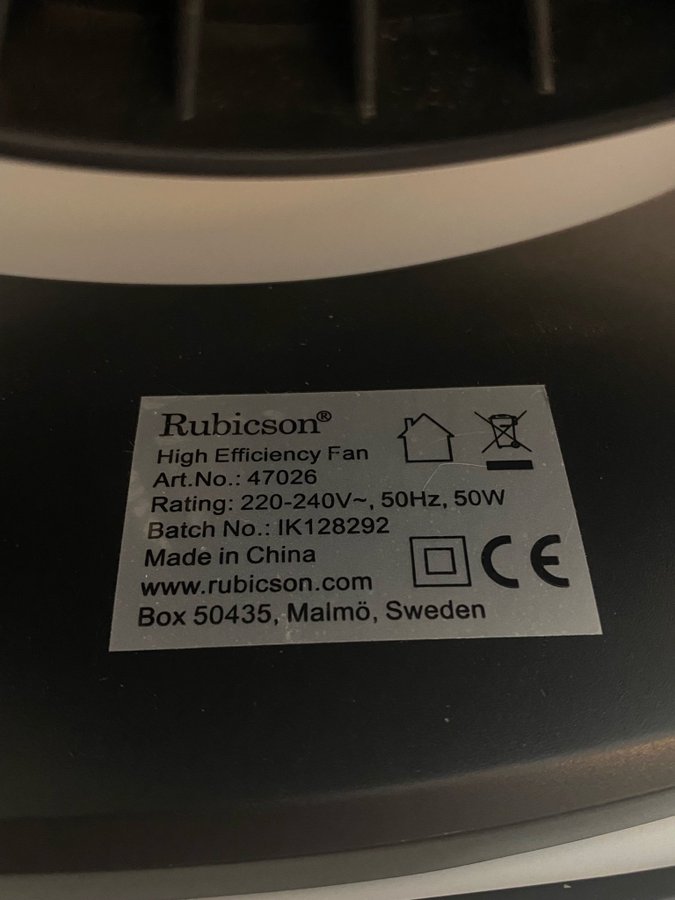 Rubicson®
High Efficiency Fan
Art.No.: 47026
Rating: 220-240V~, 50Hz, 50W
Batch No.: IK128292
Made in China
www.rubicson.com
Box 50435, Malmö, Sweden
CE